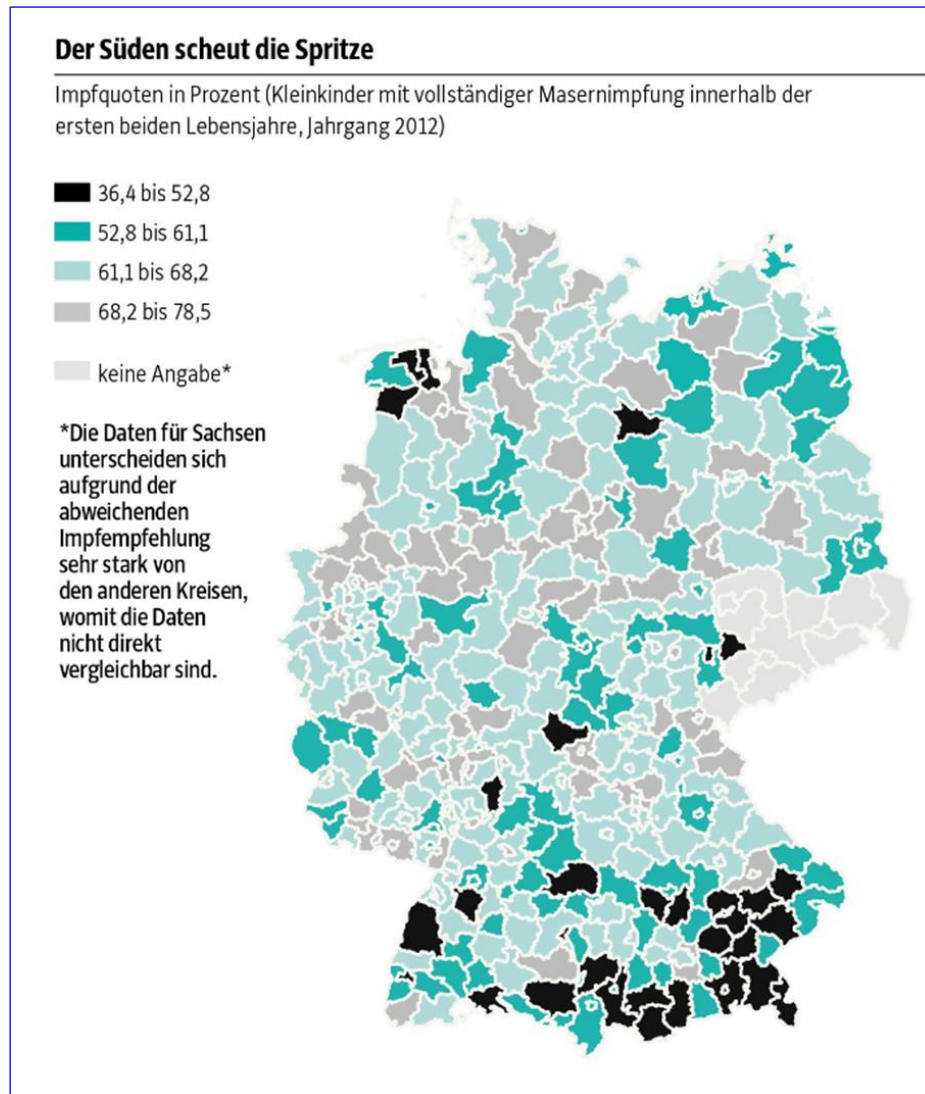 Der Süden scheut die Spritze
Impfquoten in Prozent (Kleinkinder mit vollständiger Masernimpfung innerhalb der
ersten beiden Lebensjahre, Jahrgang 2012)
36,4 bis 52,8
52,8 bis 61,1
61,1 bis 68,2
68,2 bis 78,5
keine Angabe*
*Die Daten für Sachsen
unterscheiden sich
aufgrund der
abweichenden
Impfempfehlung
sehr stark von
den anderen Kreisen,
womit die Daten
nicht direkt
vergleichbar sind.